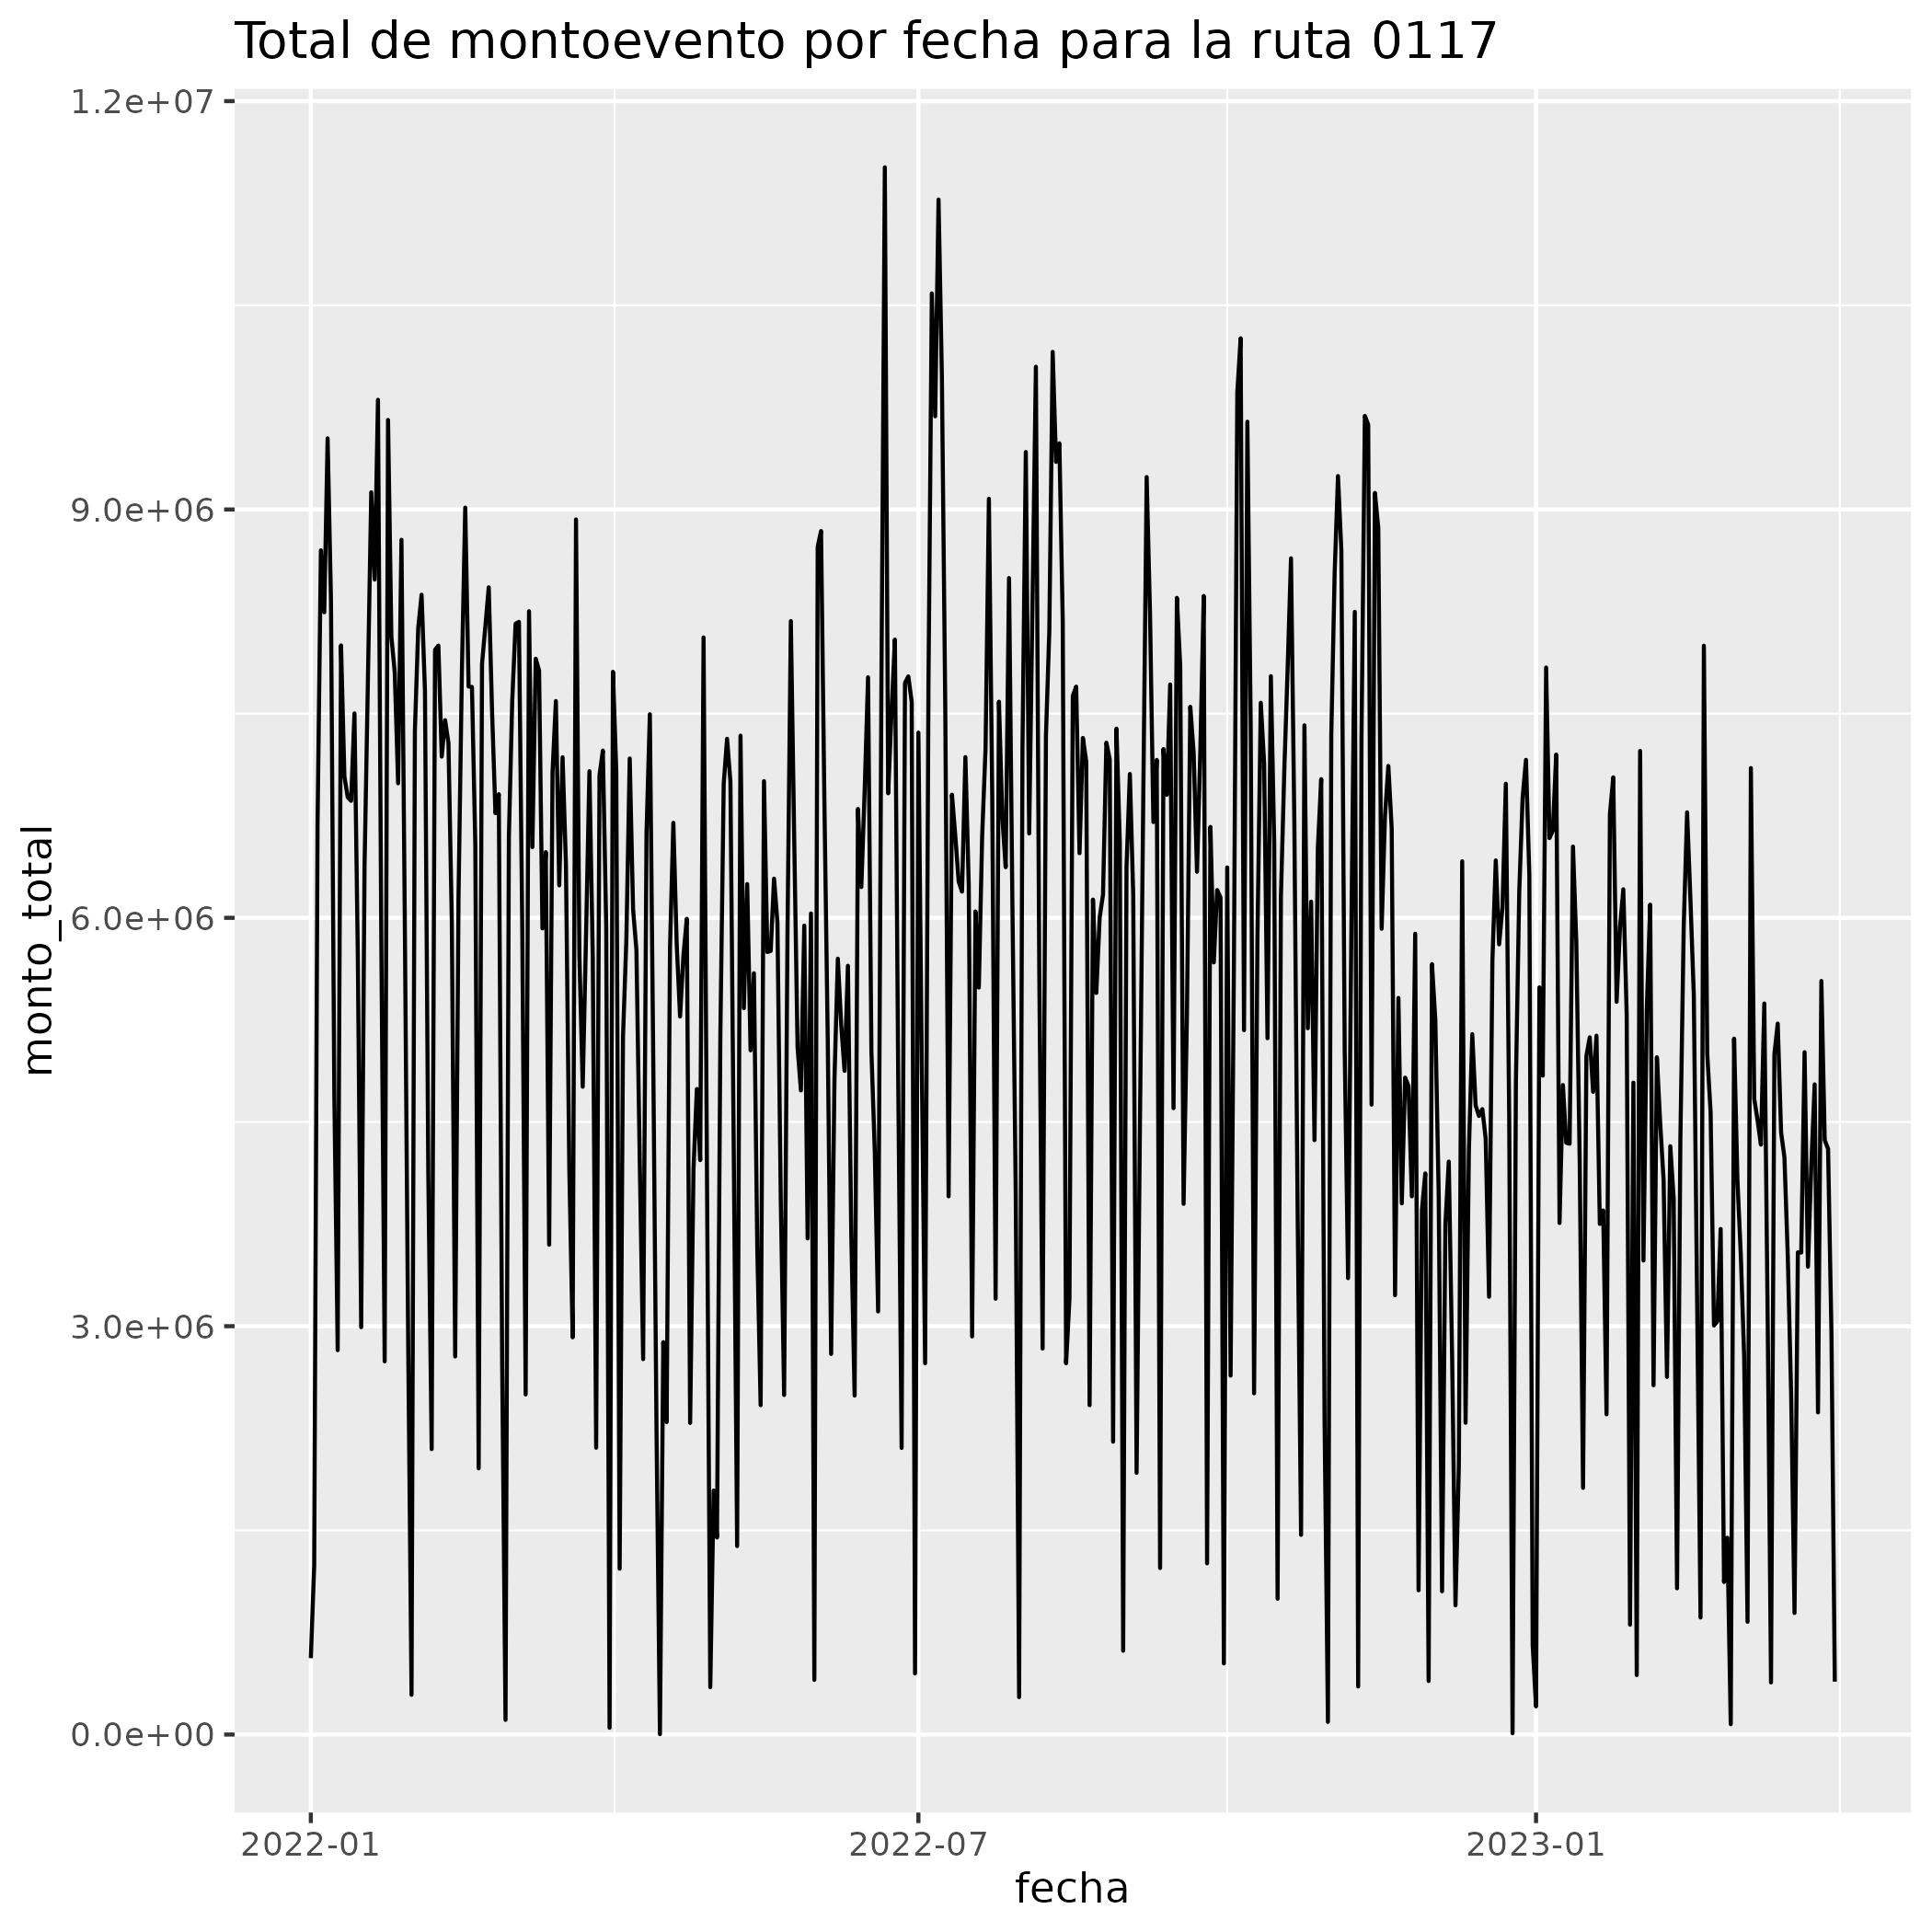 Total de montoevento por fecha para la ruta 0117
1.2e+07
9.0e+06
6.0e+06
3.0e+06
0.0e+00
monto_total
2022-01
2022-07
2023-01
fecha